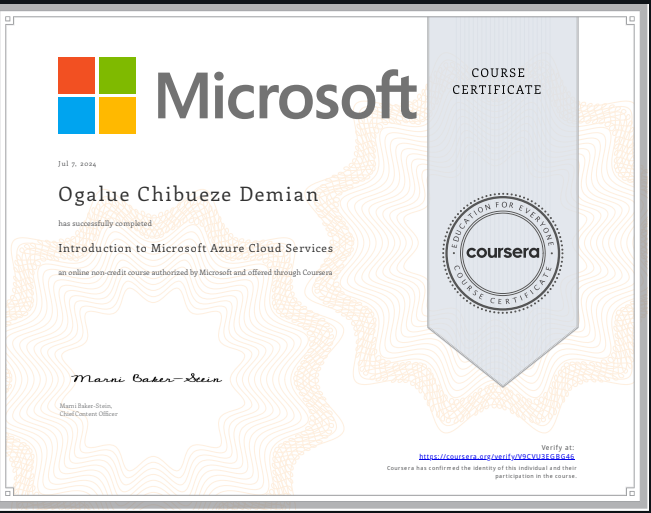 Microsoft
COURSE
CERTIFICATE
Jul 7, 2024
Ogalue Chibueze Demian
has successfully completed
Introduction to Microsoft Azure Cloud Services
an online non-credit course authorized by Microsoft and offered through Coursera
EDUCATION FOR EVERYONE
coursera
COURSE CERTIFICATE
Marni Baker-Stein
Marni Baker-Stein,
Chief Content Officer
Verify at:
https://coursera.org/verify/V9CVU3EGBG46
Coursera has confirmed the identity of this individual and their
participation in the course.